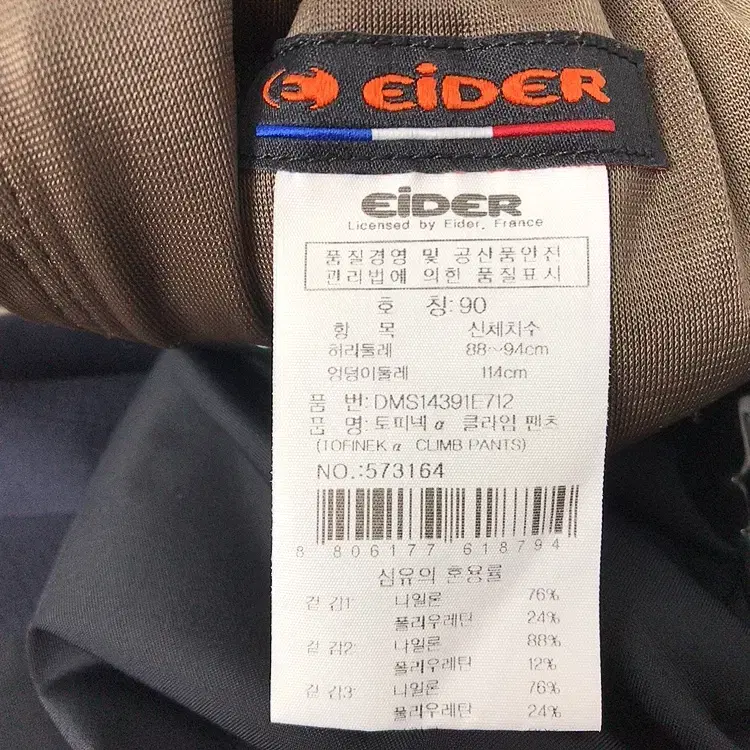 EiDER
EiDER
Licensed by Eider, France
품질경영 및 공산품안전
관리법에 의한 품질표시
호 칭: 90
항 목 신체치수
허리둘레 88~94cm
엉덩이둘레 114cm
품 번: DMS14391E712
품 명: 토피넥 α 클라임 팬츠
(TOFINEK α CLIMB PANTS)
NO.:573164
8 806177 618794
섬유의 혼용률
겉 감1: 나일론 76%
폴리우레탄 24%
겉 감2: 나일론 88%
폴리우레탄 12%
겉 감3: 나일론 76%
폴리우레탄 24%